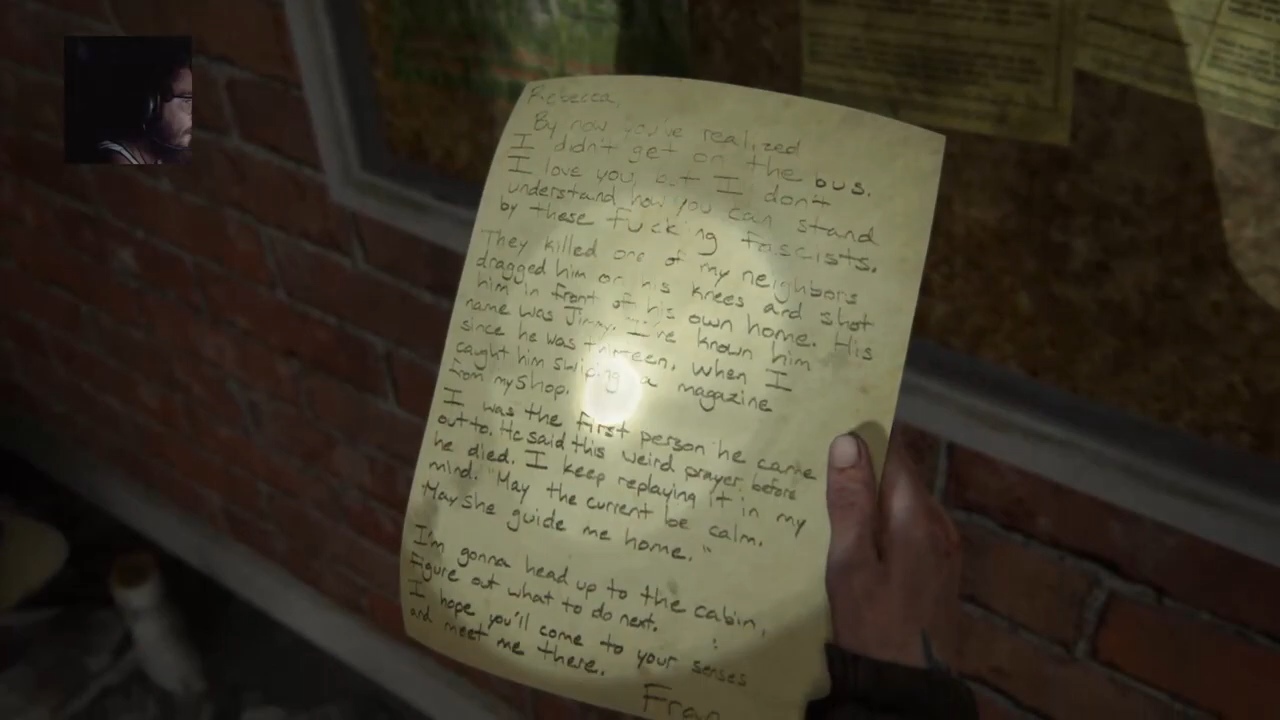 Rebecca,
By now you've realized
I didn't get on the bus.
I love you, but I don't
understand how you can stand
by these fucking fascists.
They killed one of my neighbors
dragged him on his knees and shot
him in front of his own home. His
name was Jimmy. I've known him
since he was thirteen, when I
caught him swiping a magazine
from my shop.
I was the first person he came
out to. He said this weird prayer before
he died. I keep replaying it in my
mind. "May the current be calm.
May she guide me home."
I'm gonna head up to the cabin,
figure out what to do next.
I hope you'll come to your senses
and meet me there.
Fran